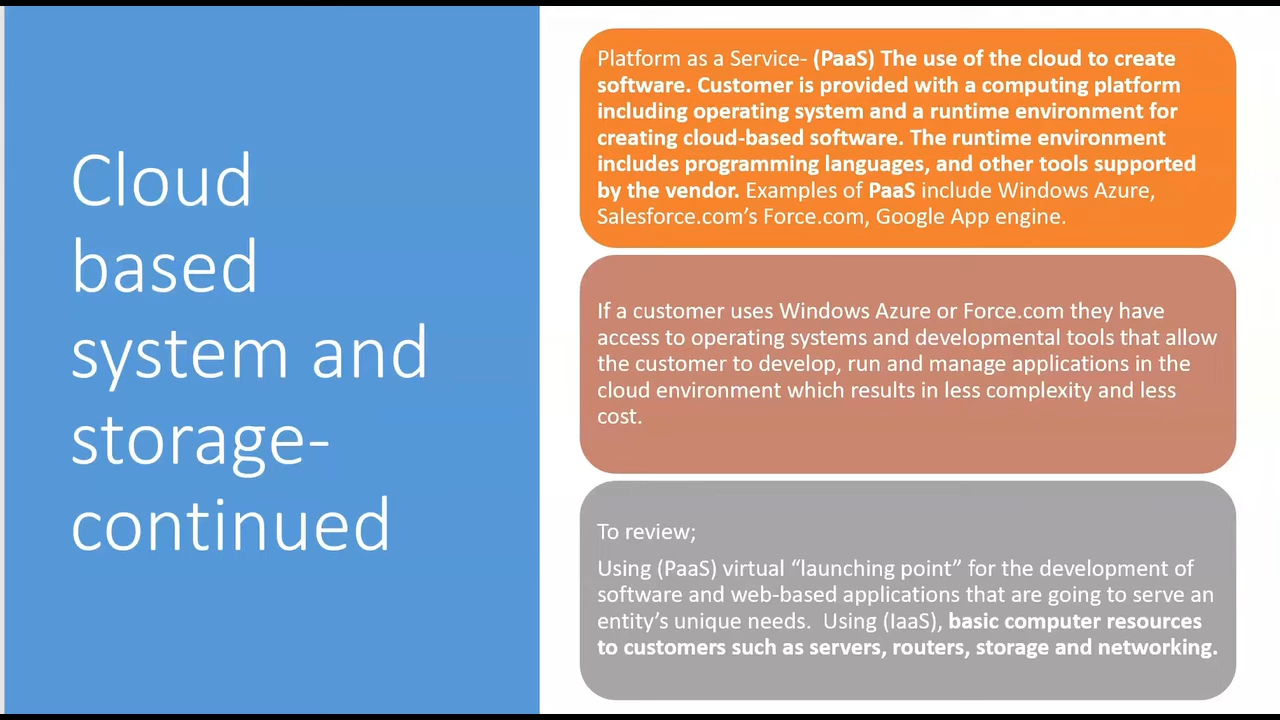 Cloud
based
system and
storage-
continued
Platform as a Service- (PaaS) The use of the cloud to create
software. Customer is provided with a computing platform
including operating system and a runtime environment for
creating cloud-based software. The runtime environment
includes programming languages, and other tools supported
by the vendor. Examples of PaaS include Windows Azure,
Salesforce.com’s Force.com, Google App engine.
If a customer uses Windows Azure or Force.com they have
access to operating systems and developmental tools that allow
the customer to develop, run and manage applications in the
cloud environment which results in less complexity and less
cost.
To review;
Using (PaaS) virtual “launching point” for the development of
software and web-based applications that are going to serve an
entity’s unique needs.  Using (IaaS), basic computer resources
to customers such as servers, routers, storage and networking.